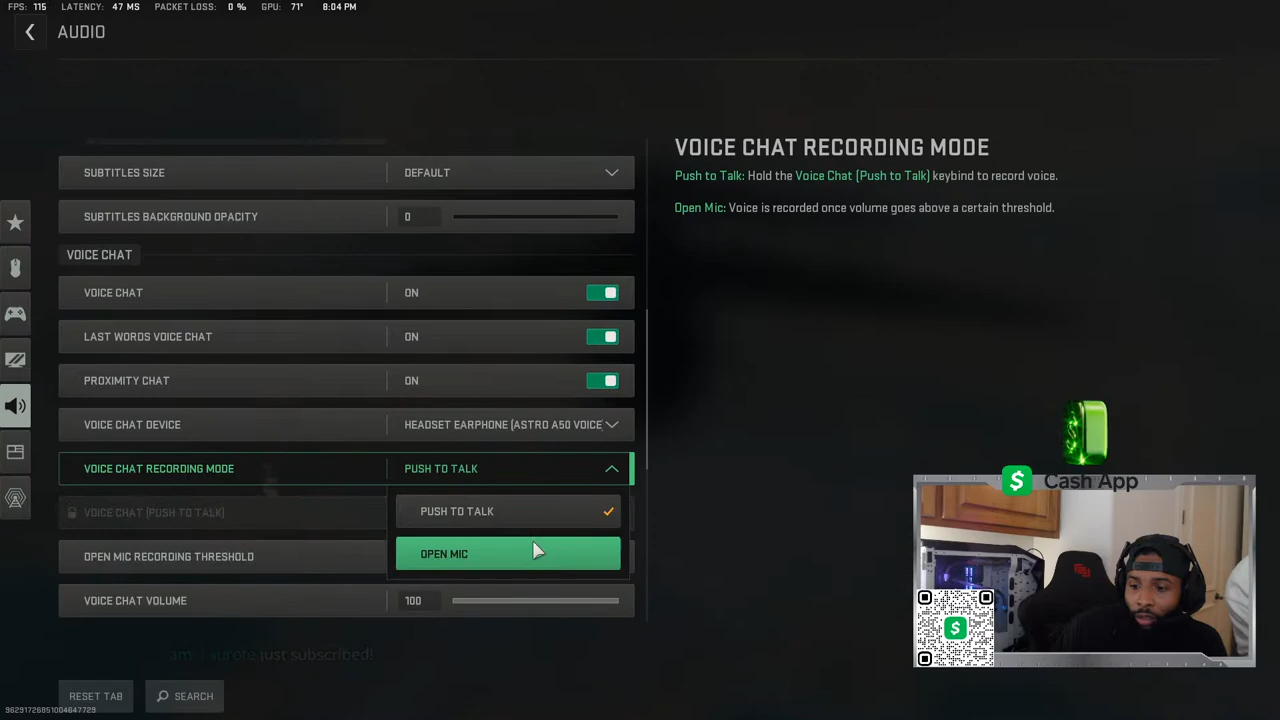 FPS: 115 LATENCY: 47 MS PACKET LOSS: 0 % GPU: 71° 8:04 PM
AUDIO
SUBTITLES SIZE DEFAULT
SUBTITLES BACKGROUND OPACITY 0
VOICE CHAT
VOICE CHAT ON
LAST WORDS VOICE CHAT ON
PROXIMITY CHAT ON
VOICE CHAT DEVICE HEADSET EARPHONE (ASTRO A50 VOICE)
VOICE CHAT RECORDING MODE PUSH TO TALK
VOICE CHAT (PUSH TO TALK)
PUSH TO TALK
OPEN MIC RECORDING THRESHOLD
OPEN MIC
VOICE CHAT VOLUME 100
just subscribed!
RESET TAB SEARCH
96291726851004647729
VOICE CHAT RECORDING MODE
Push to Talk: Hold the Voice Chat (Push to Talk) keybind to record voice.
Open Mic: Voice is recorded once volume goes above a certain threshold.
$ Cash App
$